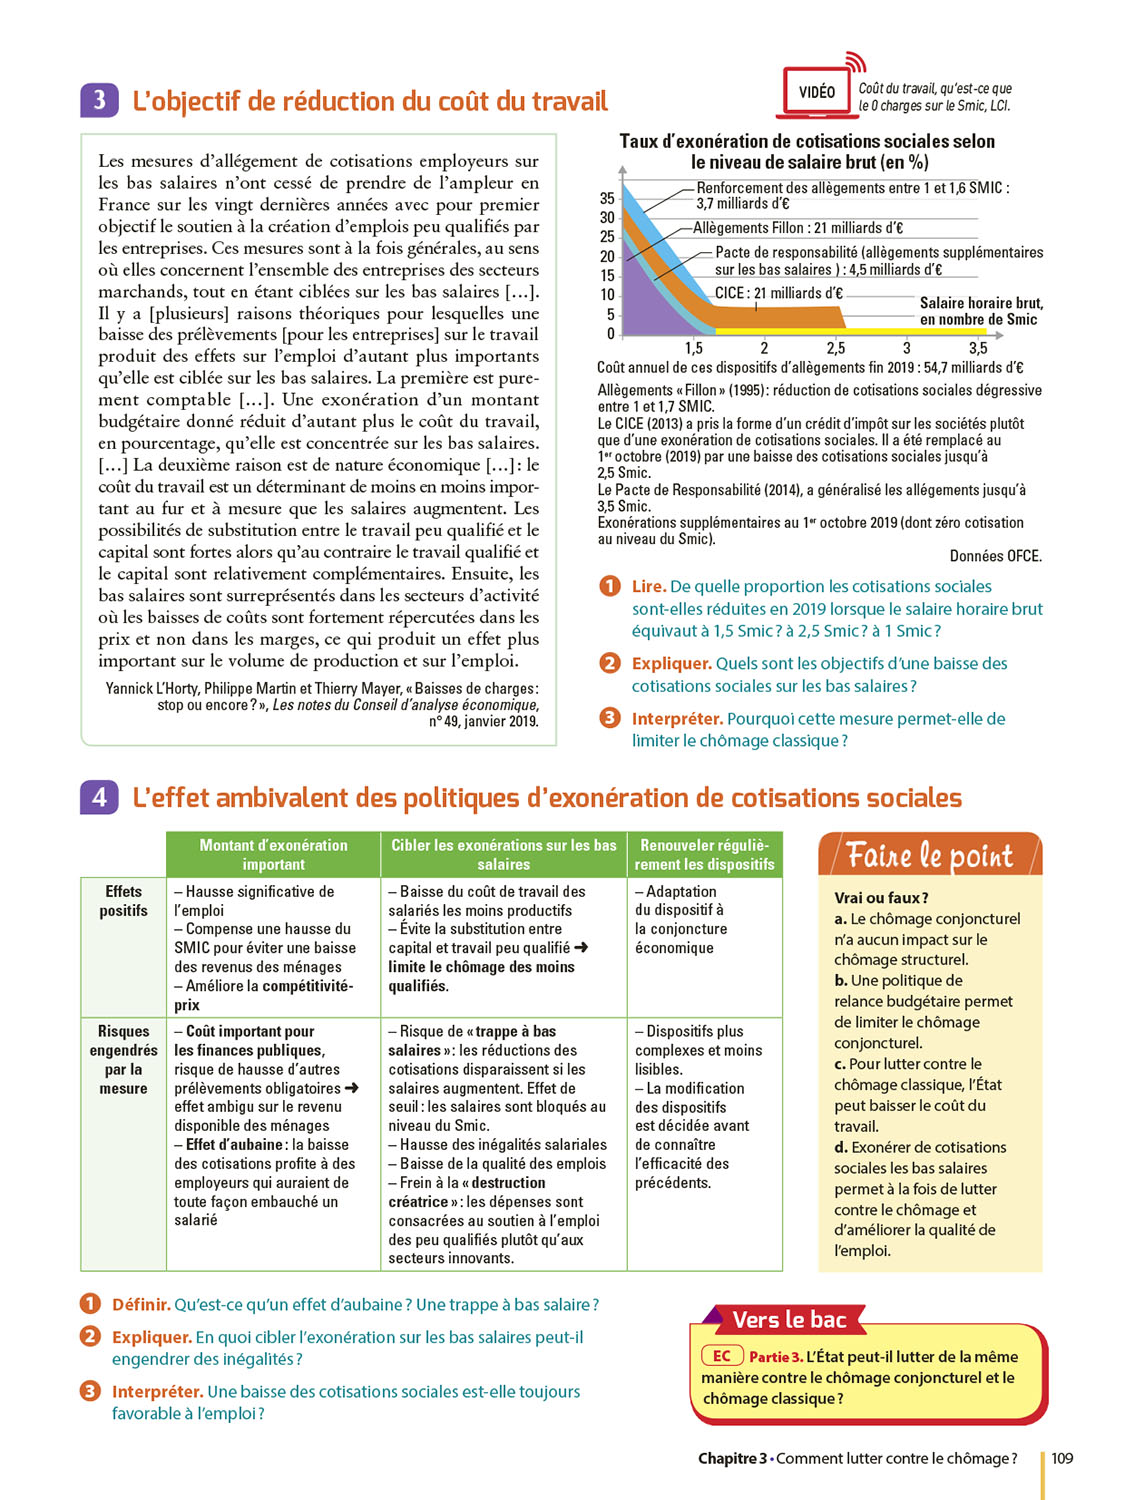 3 L'objectif de réduction du coût du travail
VIDÉO
Coût du travail, qu'est-ce que
le 0 charges sur le Smic, LCI.
Les mesures d'allégement de cotisations employeurs sur
les bas salaires n'ont cessé de prendre de l'ampleur en
France sur les vingt dernières années avec pour premier
objectif le soutien à la création d'emplois peu qualifiés par
les entreprises. Ces mesures sont à la fois générales, au sens
où elles concernent l'ensemble des entreprises des secteurs
marchands, tout en étant ciblées sur les bas salaires […].
Il y a [plusieurs] raisons théoriques pour lesquelles une
baisse des prélèvements [pour les entreprises] sur le travail
produit des effets sur l'emploi d'autant plus importants
qu'elle est ciblée sur les bas salaires. La première est pure-
ment comptable […]. Une exonération d'un montant
budgétaire donné réduit d'autant plus le coût du travail,
en pourcentage, qu'elle est concentrée sur les bas salaires.
[…] La deuxième raison est de nature économique […] : le
coût du travail est un déterminant de moins en moins impor-
tant au fur et à mesure que les salaires augmentent. Les
possibilités de substitution entre le travail peu qualifié et le
capital sont fortes alors qu'au contraire le travail qualifié et
le capital sont relativement complémentaires. Ensuite, les
bas salaires sont surreprésentés dans les secteurs d'activité
où les baisses de coûts sont fortement répercutées dans les
prix et non dans les marges, ce qui produit un effet plus
important sur le volume de production et sur l'emploi.
Yannick L'Horty, Philippe Martin et Thierry Mayer, « Baisses de charges :
stop ou encore ? », Les notes du Conseil d'analyse économique,
n° 49, janvier 2019.
Taux d'exonération de cotisations sociales selon
le niveau de salaire brut (en %)
35
30
25
20
15
10
5
0
Renforcement des allègements entre 1 et 1,6 SMIC :
3,7 milliards d'€
Allègements Fillon : 21 milliards d'€
Pacte de responsabilité (allègements supplémentaires
sur les bas salaires ) : 4,5 milliards d'€
CICE : 21 milliards d'€
Salaire horaire brut,
en nombre de Smic
1 1,5 2 2,5 3 3,5
Coût annuel de ces dispositifs d'allègements fin 2019 : 54,7 milliards d'€
Allègements « Fillon » (1995) : réduction de cotisations sociales dégressive
entre 1 et 1,7 SMIC.
Le CICE (2013) a pris la forme d'un crédit d'impôt sur les sociétés plutôt
que d'une exonération de cotisations sociales. Il a été remplacé au
1er octobre (2019) par une baisse des cotisations sociales jusqu'à
2,5 Smic.
Le Pacte de Responsabilité (2014), a généralisé les allégements jusqu'à
3,5 Smic.
Exonérations supplémentaires au 1er octobre 2019 (dont zéro cotisation
au niveau du Smic).
Données OFCE.
1 Lire. De quelle proportion les cotisations sociales
sont-elles réduites en 2019 lorsque le salaire horaire brut
équivaut à 1,5 Smic ? à 2,5 Smic ? à 1 Smic ?
2 Expliquer. Quels sont les objectifs d'une baisse des
cotisations sociales sur les bas salaires ?
3 Interpréter. Pourquoi cette mesure permet-elle de
limiter le chômage classique ?
4 L'effet ambivalent des politiques d'exonération de cotisations sociales
Montant d'exonération
important
Cibler les exonérations sur les bas
salaires
Renouveler réguliè-
rement les dispositifs
Effets
positifs
– Hausse significative de
l'emploi
– Compense une hausse du
SMIC pour éviter une baisse
des revenus des ménages
– Améliore la compétitivité-
prix
– Baisse du coût de travail des
salariés les moins productifs
– Évite la substitution entre
capital et travail peu qualifié ➜
limite le chômage des moins
qualifiés.
– Adaptation
du dispositif à
la conjoncture
économique
Risques
engendrés
par la
mesure
– Coût important pour
les finances publiques,
risque de hausse d'autres
prélèvements obligatoires ➜
effet ambigu sur le revenu
disponible des ménages
– Effet d'aubaine : la baisse
des cotisations profite à des
employeurs qui auraient de
toute façon embauché un
salarié
– Risque de « trappe à bas
salaires » : les réductions des
cotisations disparaissent si les
salaires augmentent. Effet de
seuil : les salaires sont bloqués au
niveau du Smic.
– Hausse des inégalités salariales
– Baisse de la qualité des emplois
– Frein à la « destruction
créatrice » : les dépenses sont
consacrées au soutien à l'emploi
des peu qualifiés plutôt qu'aux
secteurs innovants.
– Dispositifs plus
complexes et moins
lisibles.
– La modification
des dispositifs
est décidée avant
de connaître
l'efficacité des
précédents.
Faire le point
Vrai ou faux ?
a. Le chômage conjoncturel
n'a aucun impact sur le
chômage structurel.
b. Une politique de
relance budgétaire permet
de limiter le chômage
conjoncturel.
c. Pour lutter contre le
chômage classique, l'État
peut baisser le coût du
travail.
d. Exonérer de cotisations
sociales les bas salaires
permet à la fois de lutter
contre le chômage et
d'améliorer la qualité de
l'emploi.
1 Définir. Qu'est-ce qu'un effet d'aubaine ? Une trappe à bas salaire ?
2 Expliquer. En quoi cibler l'exonération sur les bas salaires peut-il
engendrer des inégalités ?
3 Interpréter. Une baisse des cotisations sociales est-elle toujours
favorable à l'emploi ?
Vers le bac
EC Partie 3. L'État peut-il lutter de la même
manière contre le chômage conjoncturel et le
chômage classique ?
Chapitre 3 • Comment lutter contre le chômage ? 109